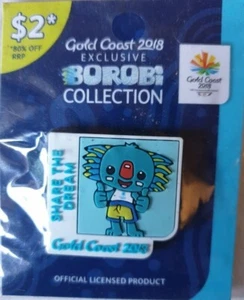 $2*
*80% OFF
RRP
Gold Coast 2018
EXCLUSIVE
BOROBI
COLLECTION
Gold Coast
2018
SHARE THE
DREAM
Gold Coast 2018
OFFICIAL LICENSED PRODUCT